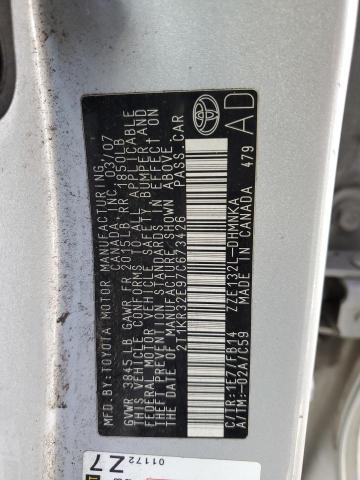 MFD. BY: TOYOTA MOTOR MANUFACTURING
CANADA, INC. 03/07
GVWR 3845LB GAWR FR 2010LB RR 1850LB
THIS VEHICLE CONFORMS TO ALL APPLICABLE
FEDERAL MOTOR VEHICLE SAFETY, BUMPER AND
THEFT PREVENTION STANDARDS IN EFFECT ON
THE DATE OF MANUFACTURE SHOWN ABOVE.
2T1KR32E97C673426 PASS.CAR
C/TR: 1E7/FB14 ZZE132L-DHMNKA
A/TM:-02A/C59 MADE IN CANADA 479
AD
01172
Z7